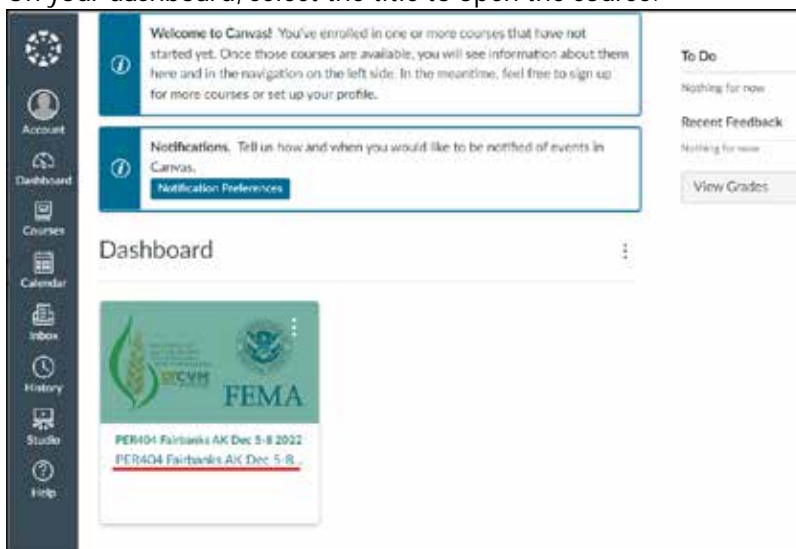 On your dashboard, select the title to open the course.
Welcome to Canvas! You've enrolled in one or more courses that have not
started yet. Once those courses are available, you will see information about them
here and in the navigation on the left side. In the meantime, feel free to sign up
for more courses or set up your profile.
Notifications. Tell us how and when you would like to be notified of events in
Canvas.
Notification Preferences
To Do
Nothing for now
Recent Feedback
Nothing for now
View Grades
Account
Dashboard
Courses
Calendar
Inbox
History
Studio
Help
Dashboard
CVM
FEMA
PER404 Fairbanks AK Dec 5-8 2022
PER404 Fairbanks AK Dec 5-8...